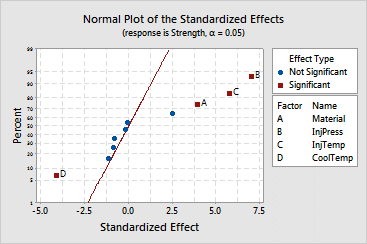 Normal Plot of the Standardized Effects
(response is Strength, α = 0.05)
99
95
90
80
70
60
50
40
30
20
10
5
1
Percent
B
C
A
D
-5.0 -2.5 0.0 2.5 5.0 7.5
Standardized Effect
Effect Type
Not Significant
Significant
Factor Name
A Material
B InjPress
C InjTemp
D CoolTemp